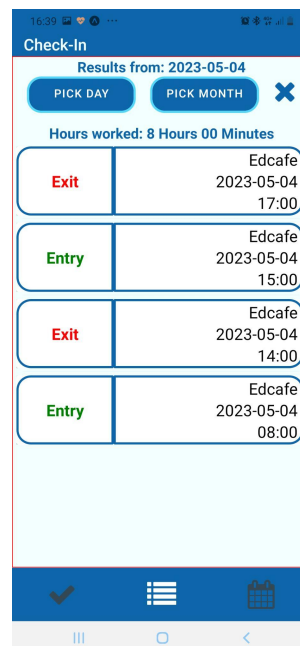 16:39
Check-In
Results from: 2023-05-04
PICK DAY
PICK MONTH
Hours worked: 8 Hours 00 Minutes
Exit
Edcafe
2023-05-04
17:00
Entry
Edcafe
2023-05-04
15:00
Exit
Edcafe
2023-05-04
14:00
Entry
Edcafe
2023-05-04
08:00